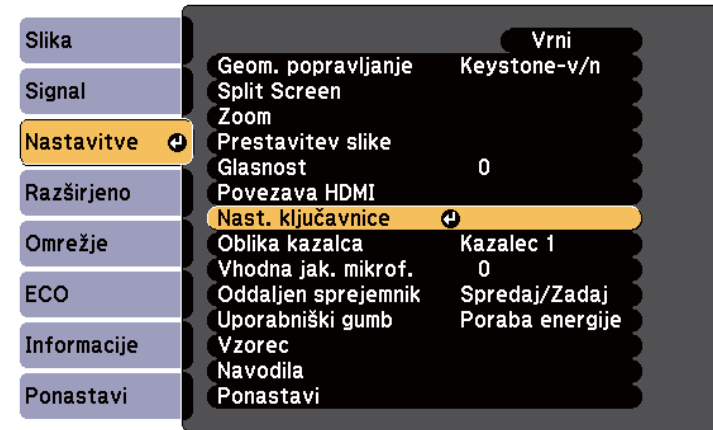 Slika
Signal
Nastavitve
Razširjeno
Omrežje
ECO
Informacije
Ponastavi
Vrni
Geom. popravljanje Keystone-v/n
Split Screen
Zoom
Prestavitev slike
Glasnost 0
Povezava HDMI
Nast. ključavnice
Oblika kazalca Kazalec 1
Vhodna jak. mikrof. 0
Oddaljen sprejemnik Spredaj/Zadaj
Uporabniški gumb Poraba energije
Vzorec
Navodila
Ponastavi